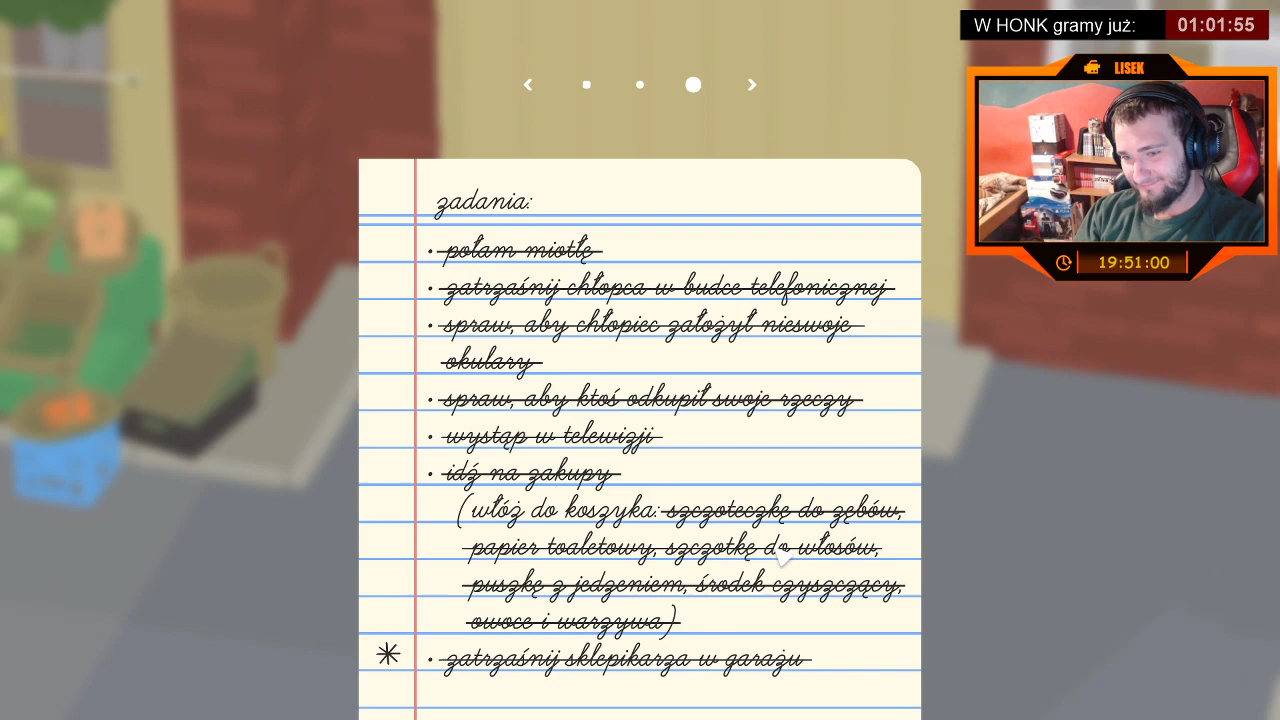 W HONK gramy już: 01:01:55
LISEK
19:51:00
zadania:
• połam miotłę
• zatrzaśnij chłopca w budce telefonicznej
• spraw, aby chłopiec założył nieswoje
okulary
• spraw, aby ktoś odkupił swoje rzeczy
• wystąp w telewizji
• idź na zakupy
(włóż do koszyka: szczoteczkę do zębów,
papier toaletowy, szczotkę do włosów,
puszkę z jedzeniem, środek czyszczący,
owoce i warzywa)
• zatrzaśnij sklepikarza w garażu